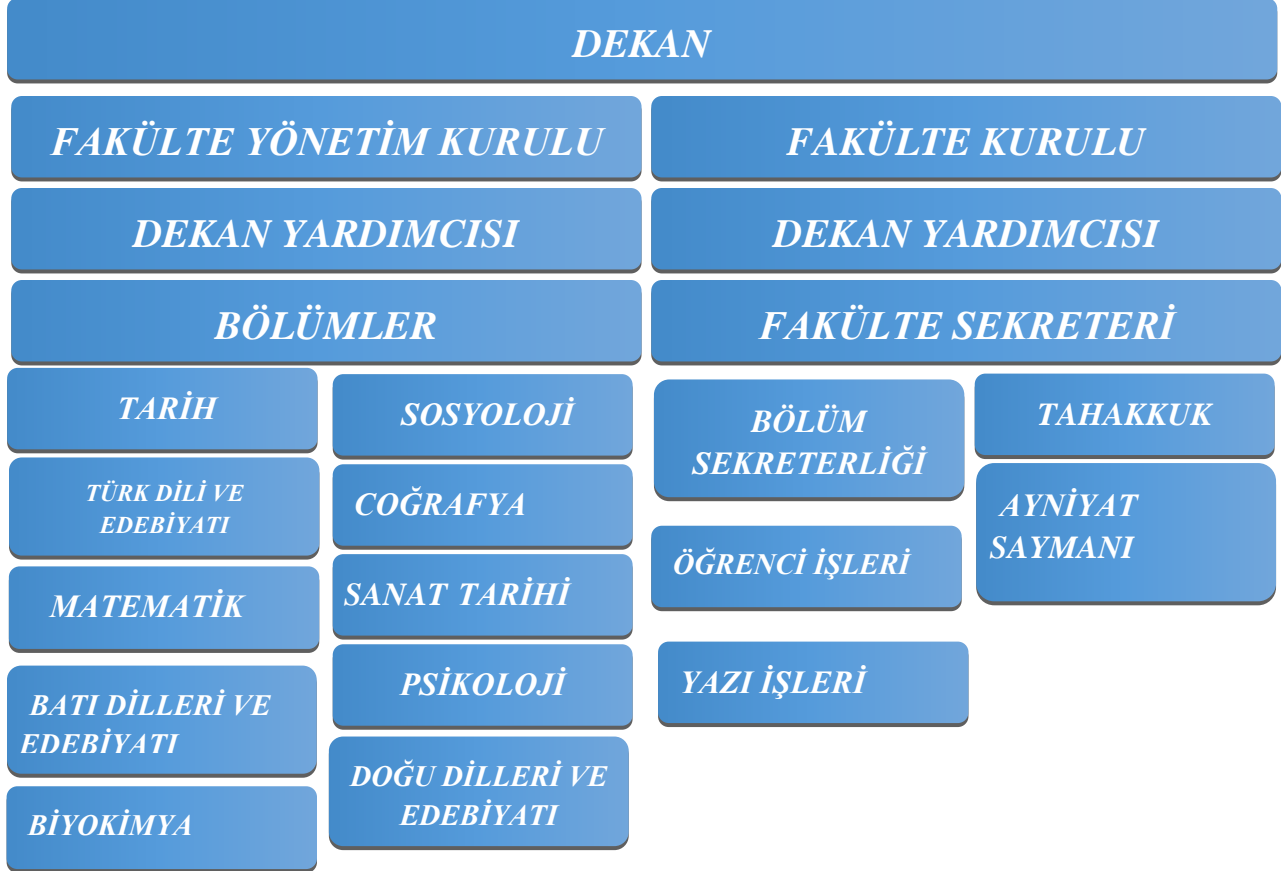 DEKAN
FAKÜLTE YÖNETİM KURULU
FAKÜLTE KURULU
DEKAN YARDIMCISI
DEKAN YARDIMCISI
BÖLÜMLER
FAKÜLTE SEKRETERİ
TARİH
SOSYOLOJİ
BÖLÜM
SEKRETERLİĞİ
TAHAKKUK
TÜRK DİLİ VE
EDEBİYATI
COĞRAFYA
AYNİYAT
SAYMANI
MATEMATİK
SANAT TARİHİ
ÖĞRENCİ İŞLERİ
BATI DİLLERİ VE
EDEBİYATI
PSİKOLOJİ
YAZI İŞLERİ
BİYOKİMYA
DOĞU DİLLERİ VE
EDEBİYATI